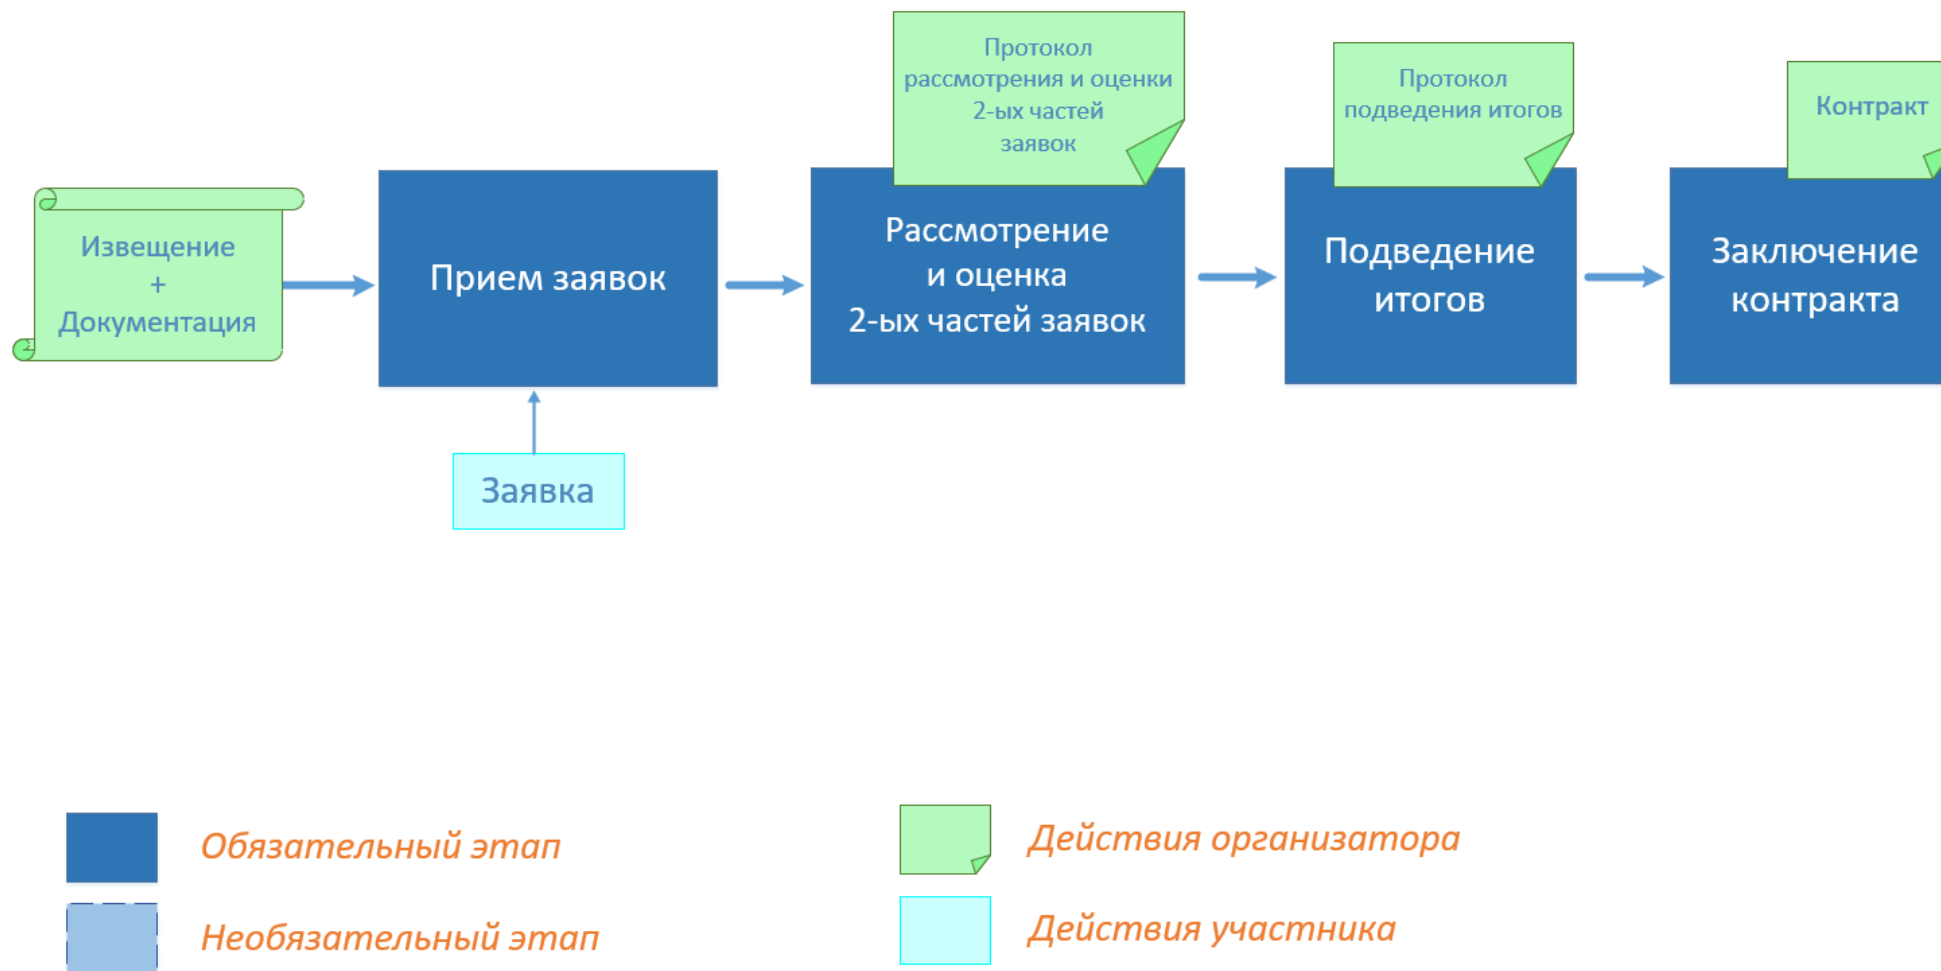 Протокол
рассмотрения и оценки
2-ых частей
заявок
Протокол
подведения итогов
Контракт
Извещение
+
Документация
Прием заявок
Рассмотрение
и оценка
2-ых частей заявок
Подведение
итогов
Заключение
контракта
Заявка
Обязательный этап
Действия организатора
Необязательный этап
Действия участника